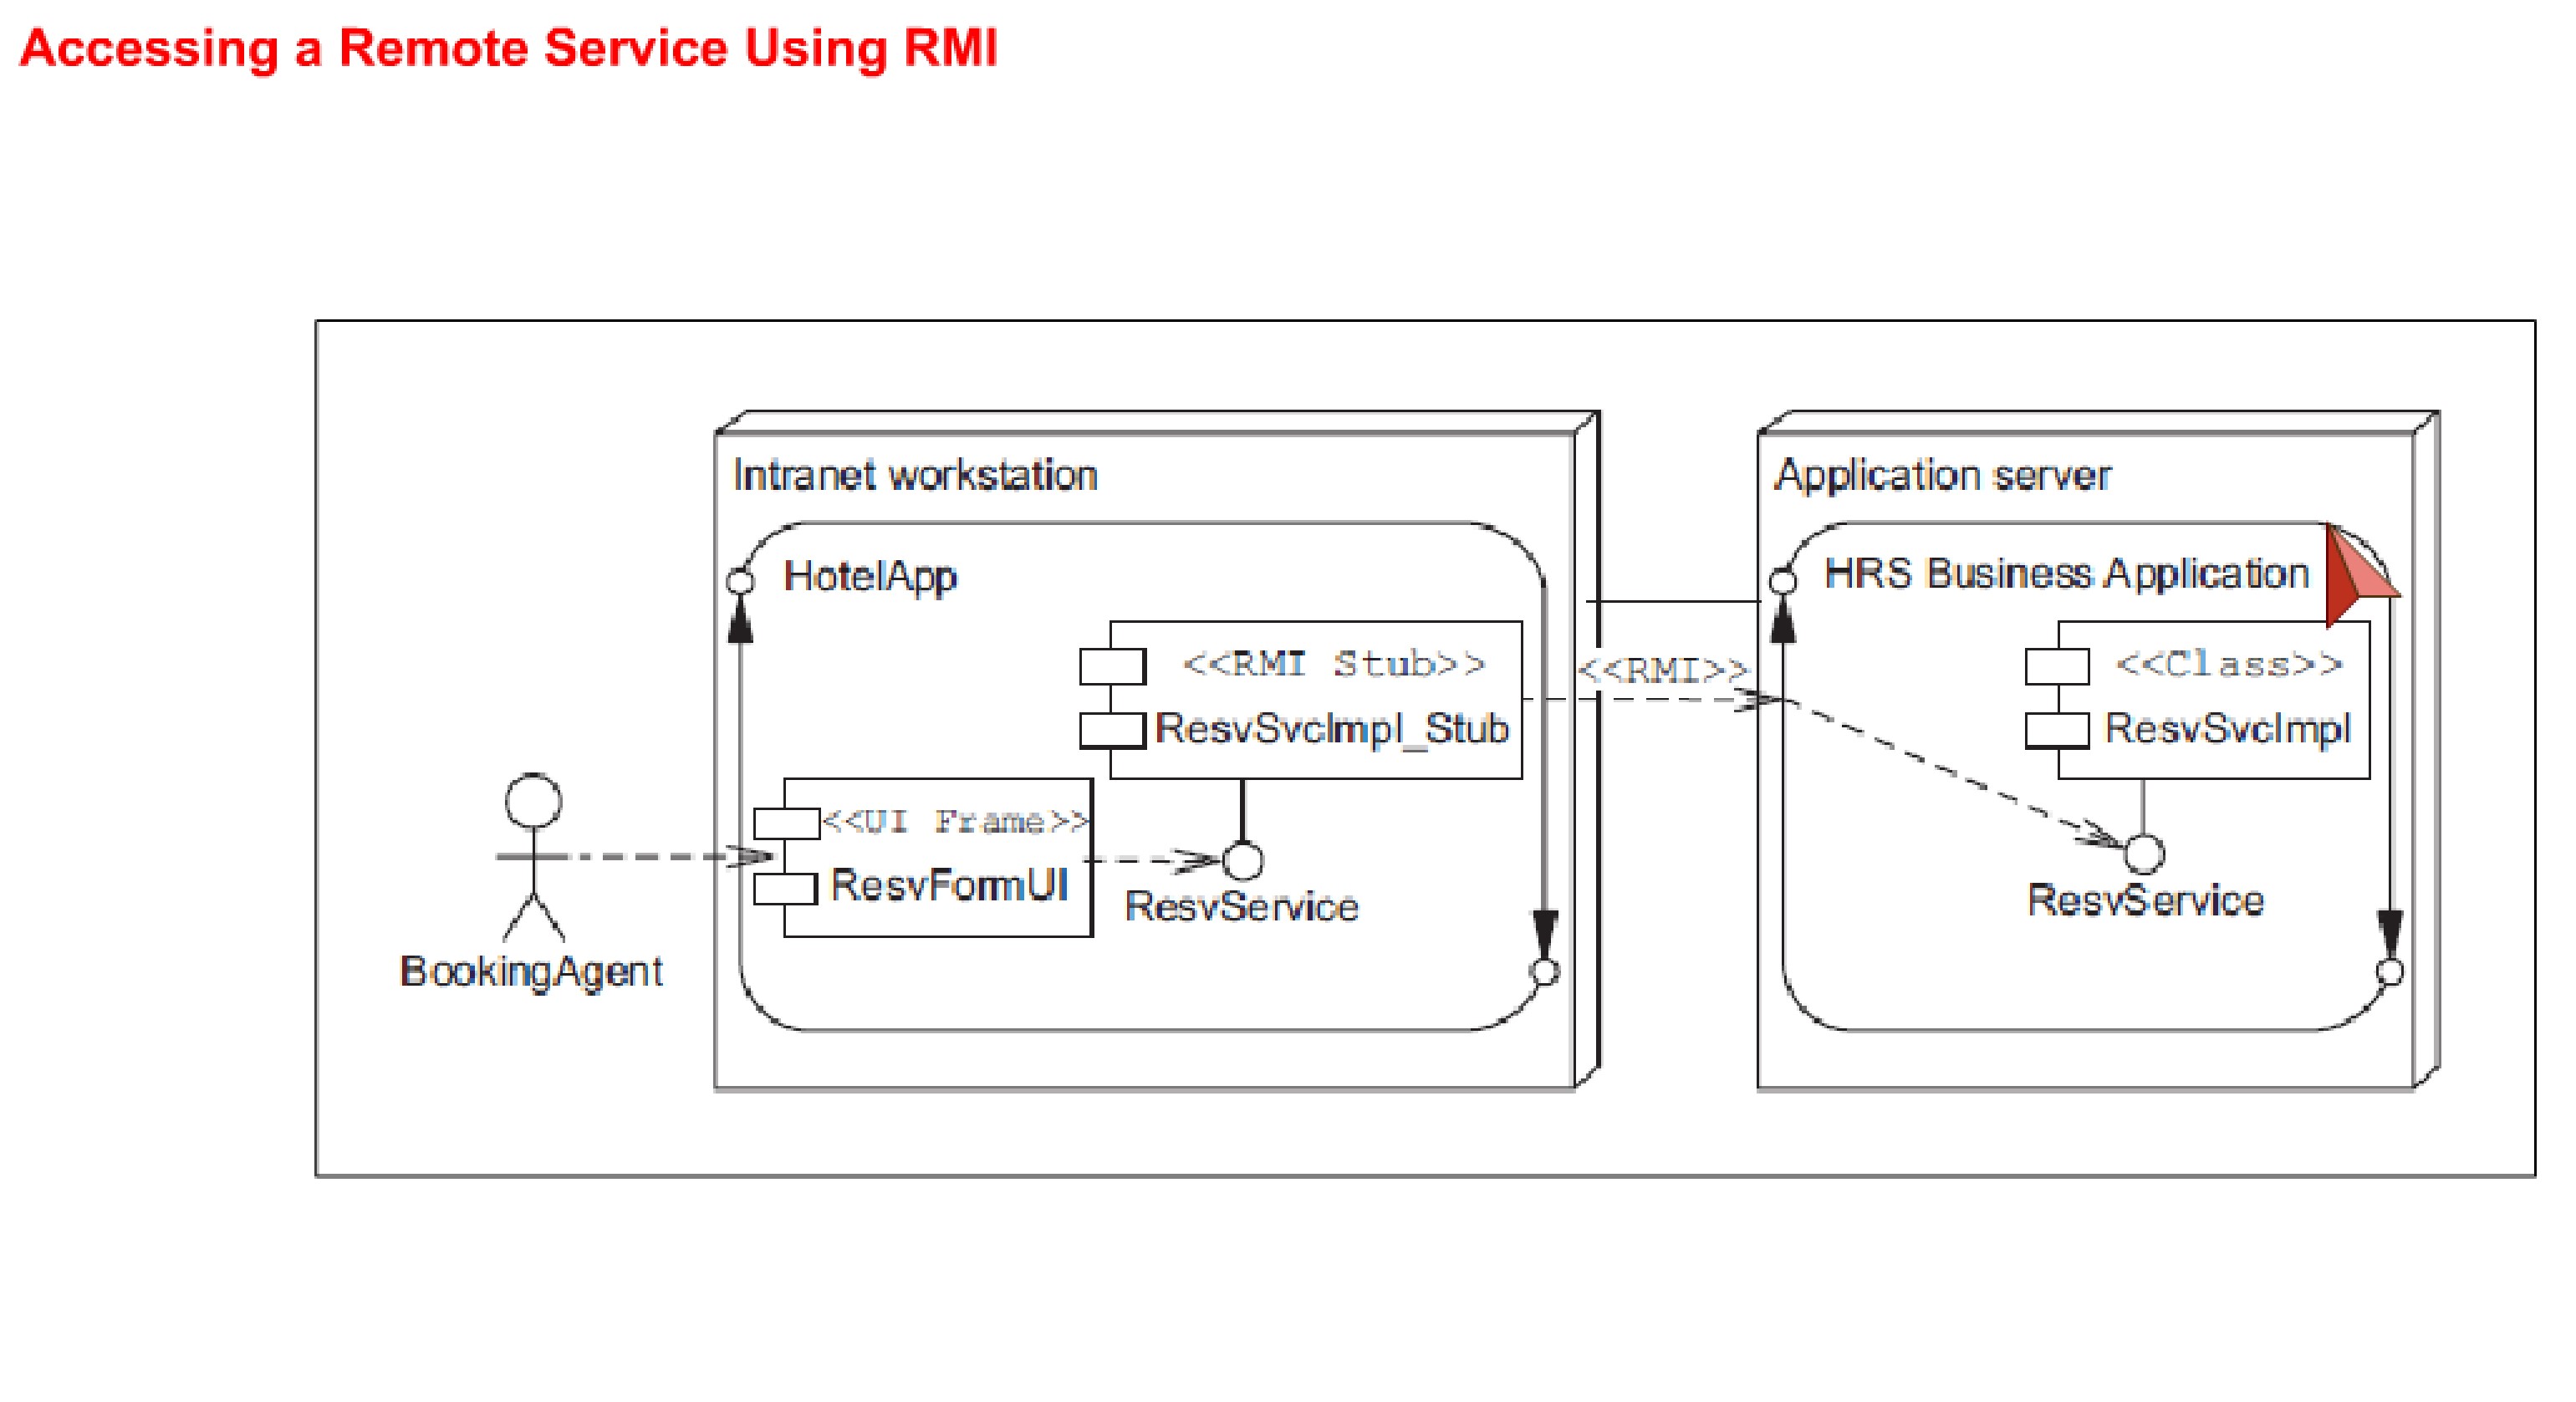 Accessing a Remote Service Using RMI
Intranet workstation
HotelApp
<<RMI Stub>>
ResvSvcImpl_Stub
<<UI Frame>>
ResvFormUI
ResvService
BookingAgent
<<RMI>>
Application server
HRS Business Application
<<Class>>
ResvSvcImpl
ResvService